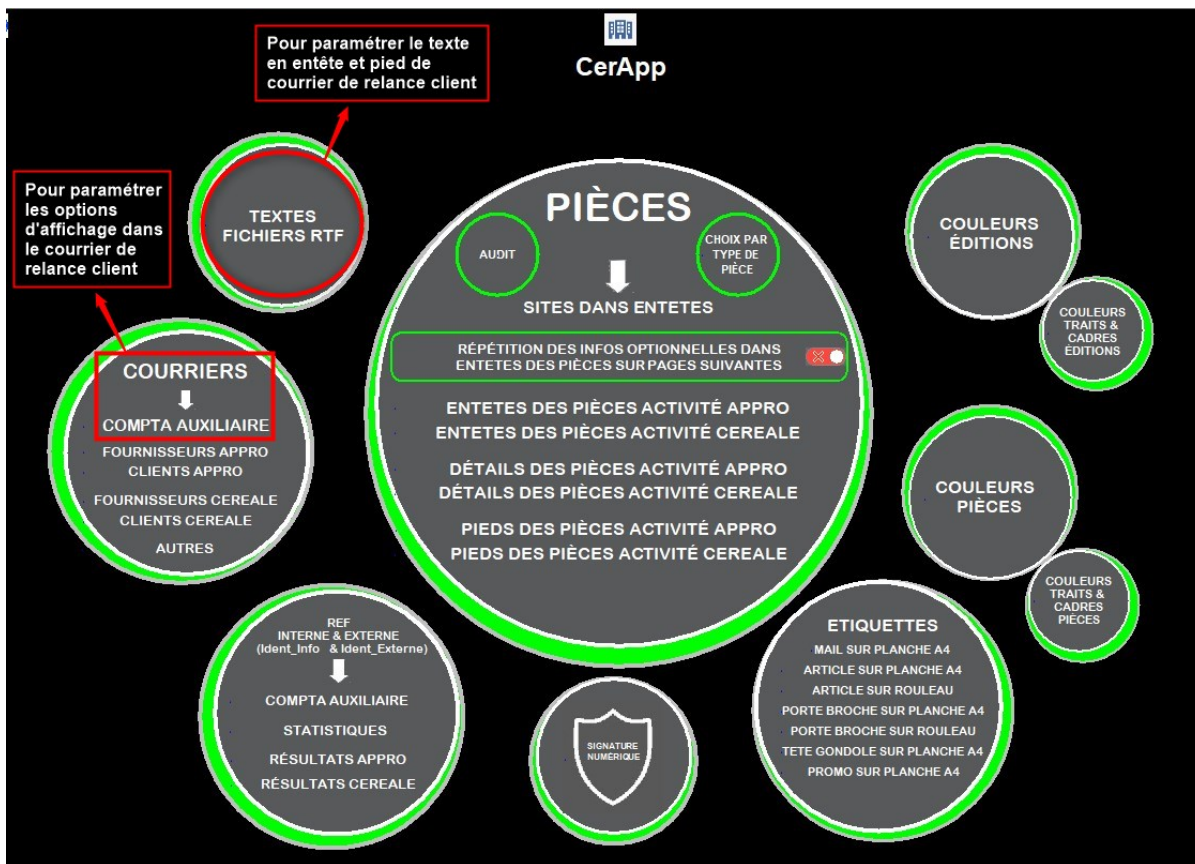 CerApp
Pour paramétrer le texte
en entête et pied de
courrier de relance client
Pour paramétrer
les options
d'affichage dans
le courrier de
relance client
TEXTES
FICHIERS RTF
COURRIERS
COMPTA AUXILIAIRE
FOURNISSEURS APPRO
CLIENTS APPRO
FOURNISSEURS CEREALE
CLIENTS CEREALE
AUTRES
PIÈCES
AUDIT
CHOIX PAR
TYPE DE
PIÈCE
SITES DANS ENTETES
RÉPÉTITION DES INFOS OPTIONNELLES DANS
ENTETES DES PIÈCES SUR PAGES SUIVANTES
ENTETES DES PIÈCES ACTIVITÉ APPRO
ENTETES DES PIÈCES ACTIVITÉ CEREALE
DÉTAILS DES PIÈCES ACTIVITÉ APPRO
DÉTAILS DES PIÈCES ACTIVITÉ CEREALE
PIEDS DES PIÈCES ACTIVITÉ APPRO
PIEDS DES PIÈCES ACTIVITÉ CEREALE
COULEURS
ÉDITIONS
COULEURS
TRAITS &
CADRES
ÉDITIONS
COULEURS
PIÈCES
COULEURS
TRAITS &
CADRES
PIÈCES
REF
INTERNE & EXTERNE
(Ident_Info & Ident_Externe)
COMPTA AUXILIAIRE
STATISTIQUES
RÉSULTATS APPRO
RÉSULTATS CEREALE
SIGNATURE
NUMÉRIQUE
ETIQUETTES
MAIL SUR PLANCHE A4
ARTICLE SUR PLANCHE A4
ARTICLE SUR ROULEAU
PORTE BROCHE SUR PLANCHE A4
PORTE BROCHE SUR ROULEAU
TETE GONDOLE SUR PLANCHE A4
PROMO SUR PLANCHE A4